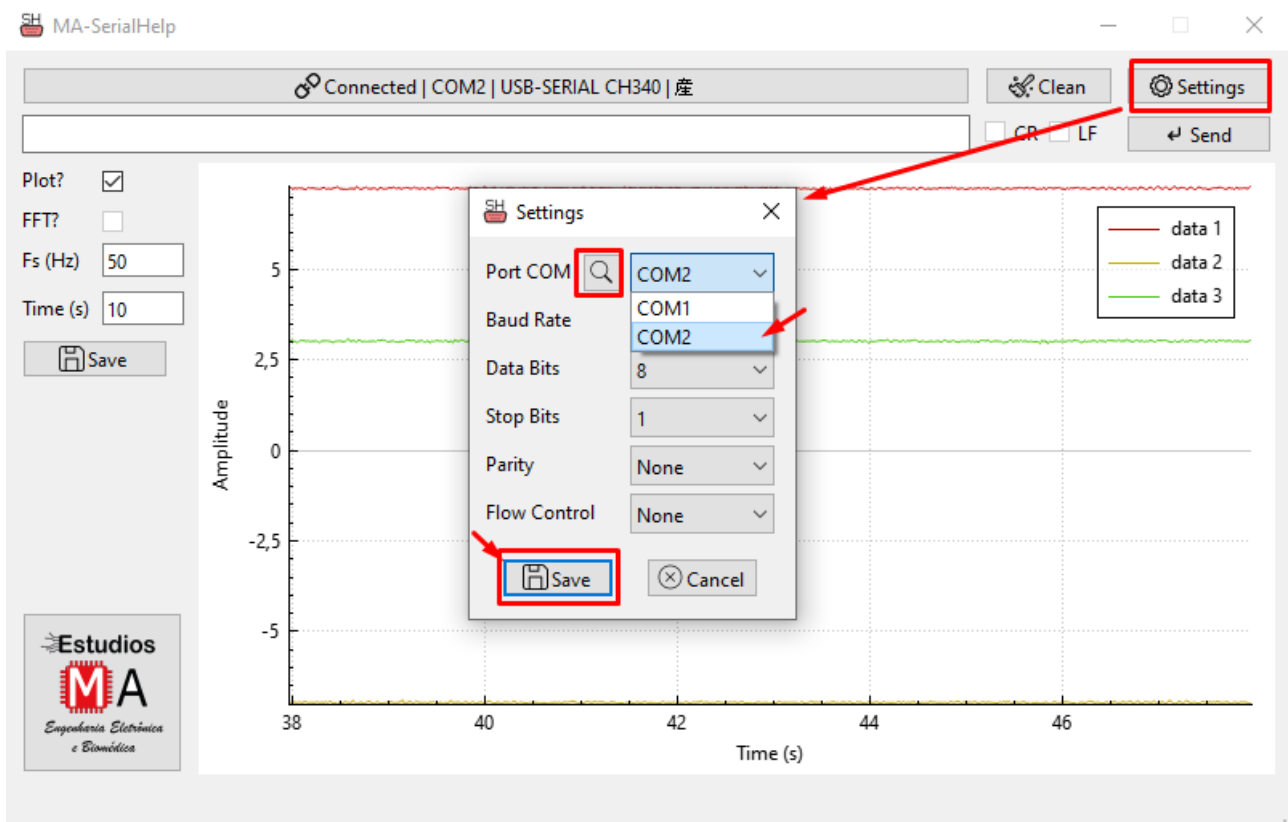 SH MA-SerialHelp
Connected | COM2 | USB-SERIAL CH340 | 産
Clean
Settings
CR
LF
Send
Plot?
FFT?
Fs (Hz) 50
Time (s) 10
Save
Estudios
MA
Engenharia Eletrônica
e Biomédica
data 1
data 2
data 3
5
2,5
0
-2,5
-5
Amplitude
38 40 42 44 46
Time (s)
SH Settings
Port COM COM2
COM1
COM2
Baud Rate
Data Bits 8
Stop Bits 1
Parity None
Flow Control None
Save
Cancel